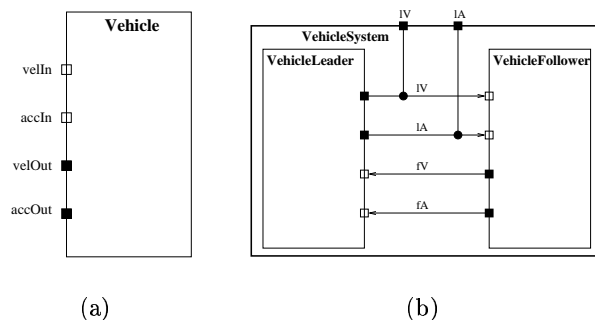 Vehicle
velIn
accIn
velOut
accOut
(a)
lV lA
VehicleSystem
VehicleLeader VehicleFollower
lV
lA
fV
fA
(b)